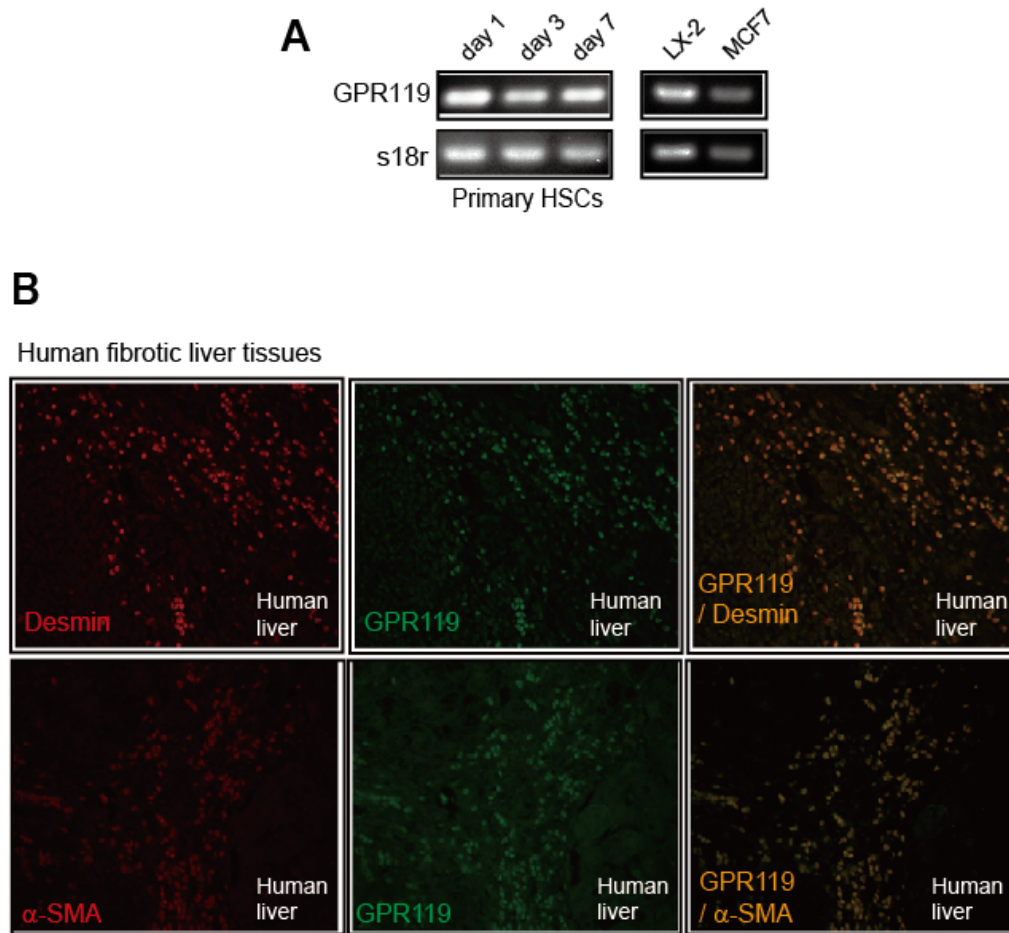 A
day 1
day 3
day 7
LX-2
MCF7
GPR119
s18r
Primary HSCs
B
Human fibrotic liver tissues
Desmin
Human
liver
GPR119
Human
liver
GPR119
/ Desmin
Human
liver
α-SMA
Human
liver
GPR119
Human
liver
GPR119
/ α-SMA
Human
liver